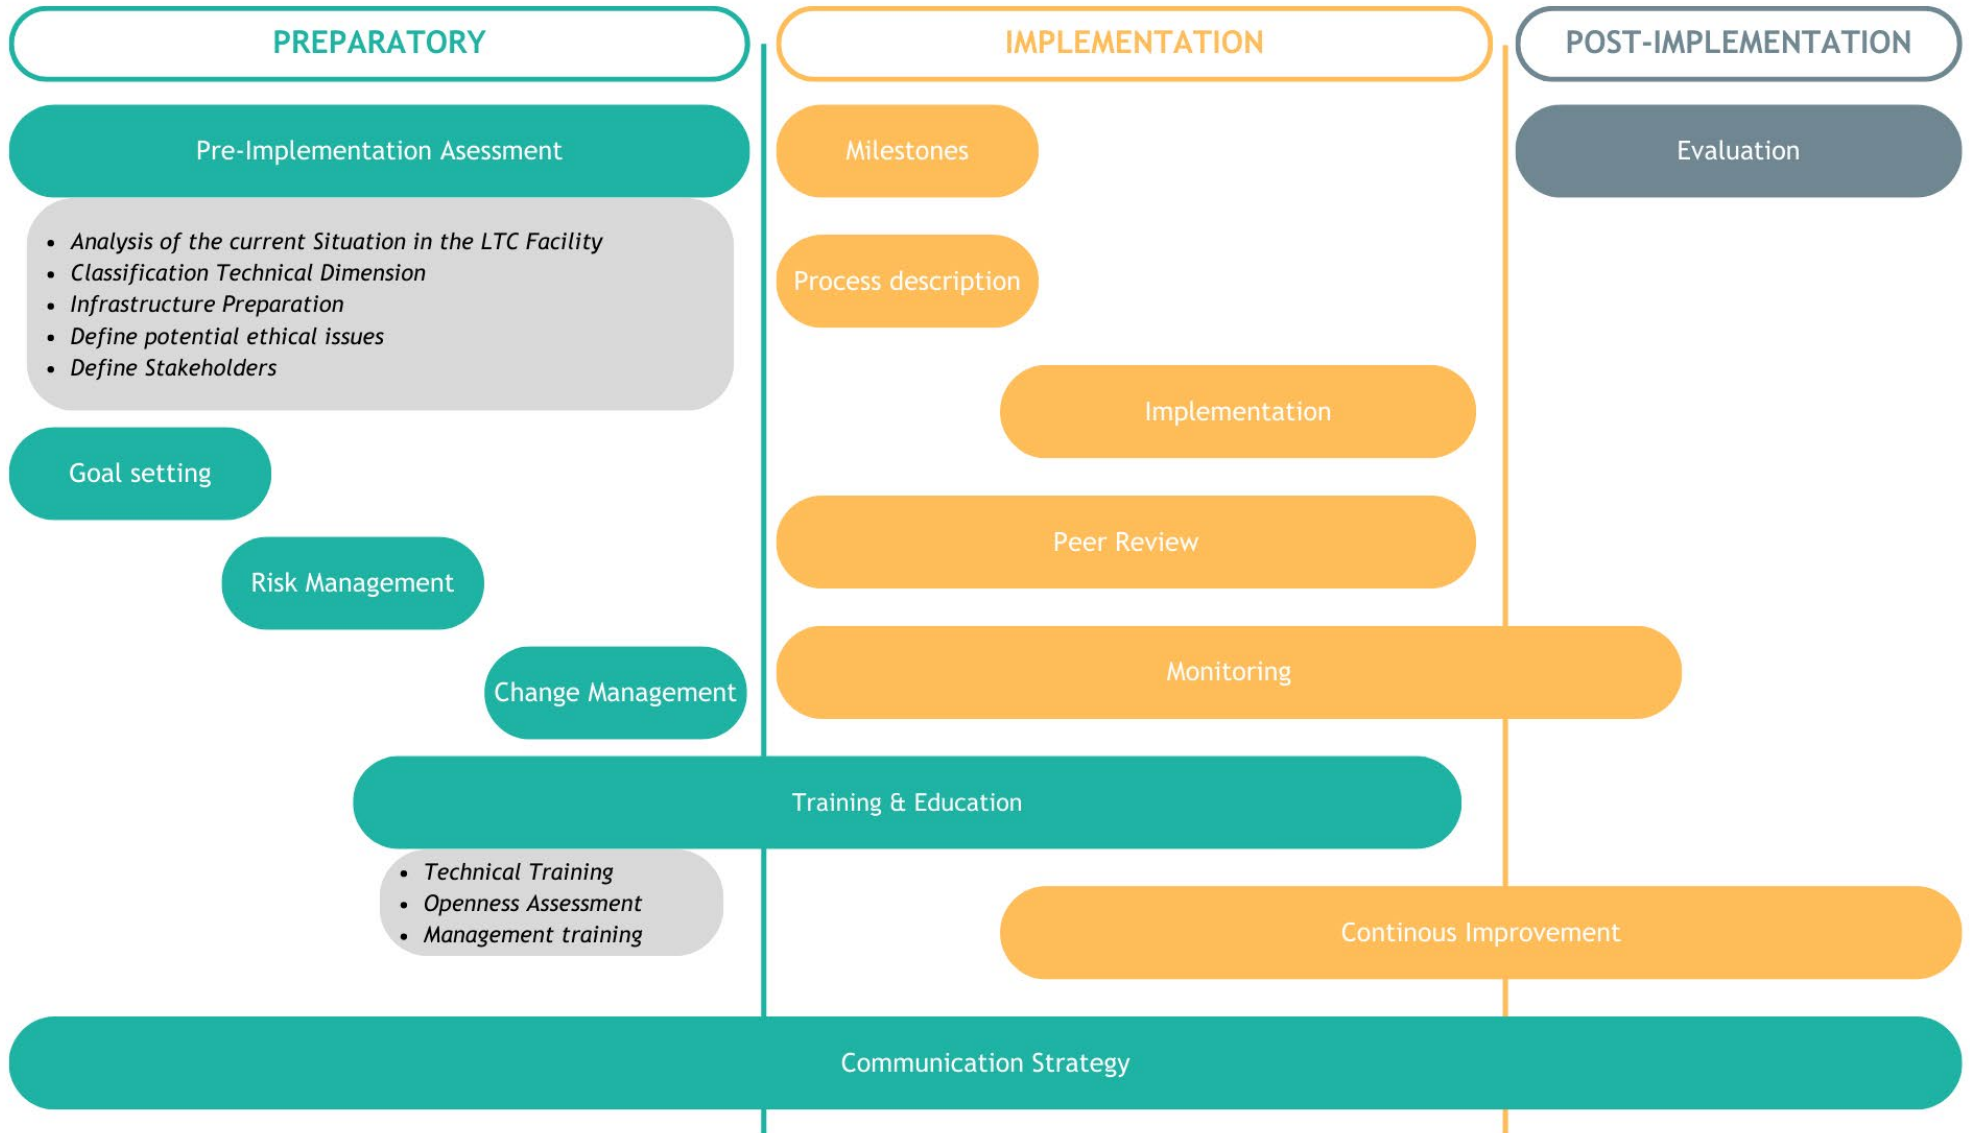 PREPARATORY
IMPLEMENTATION
POST-IMPLEMENTATION
Pre-Implementation Asessment
Milestones
Evaluation
• Analysis of the current Situation in the LTC Facility
• Classification Technical Dimension
• Infrastructure Preparation
• Define potential ethical issues
• Define Stakeholders
Process description
Implementation
Goal setting
Peer Review
Risk Management
Monitoring
Change Management
Training & Education
• Technical Training
• Openness Assessment
• Management training
Continous Improvement
Communication Strategy